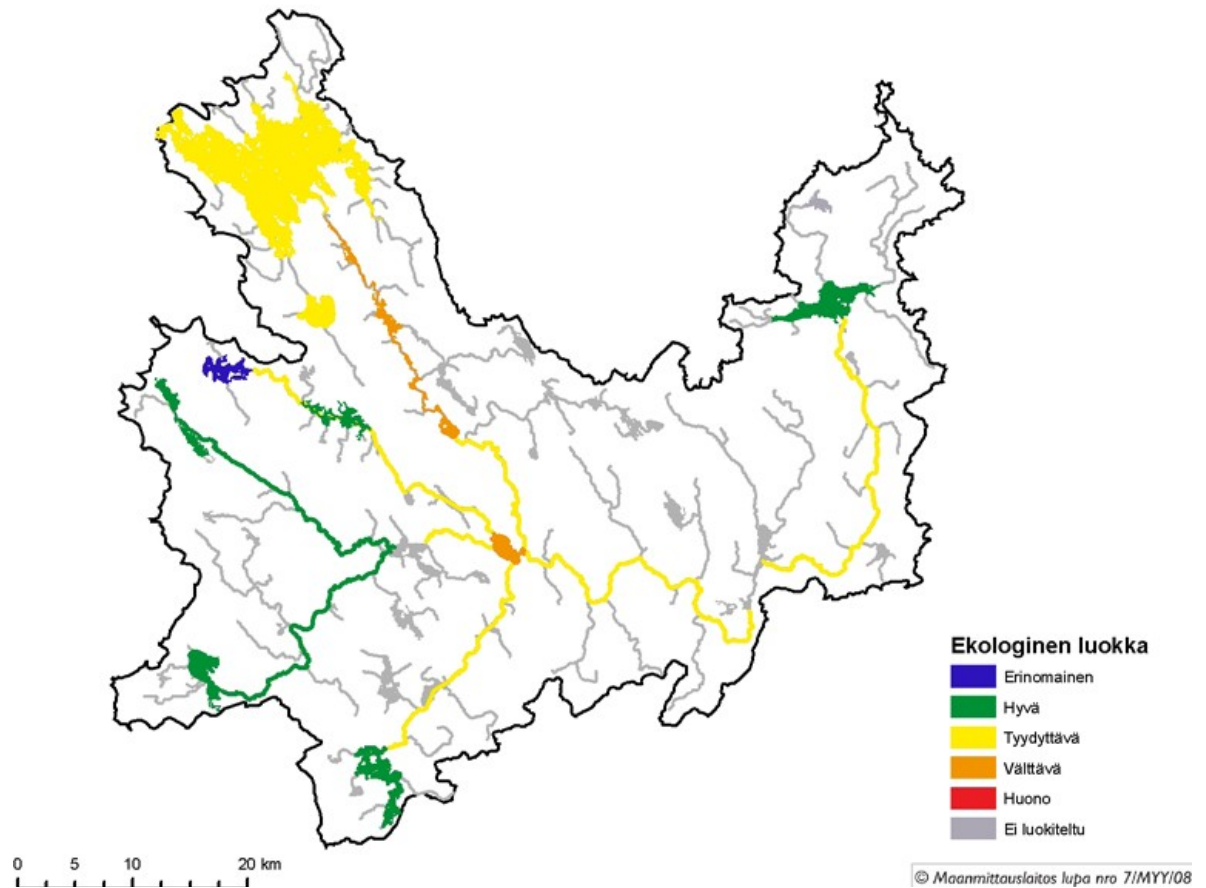 Ekologinen luokka
Erinomainen
Hyvä
Tyydyttävä
Välttävä
Huono
Ei luokiteltu
0 5 10 20 km
© Maanmittauslaitos lupa nro 7/MYY/08